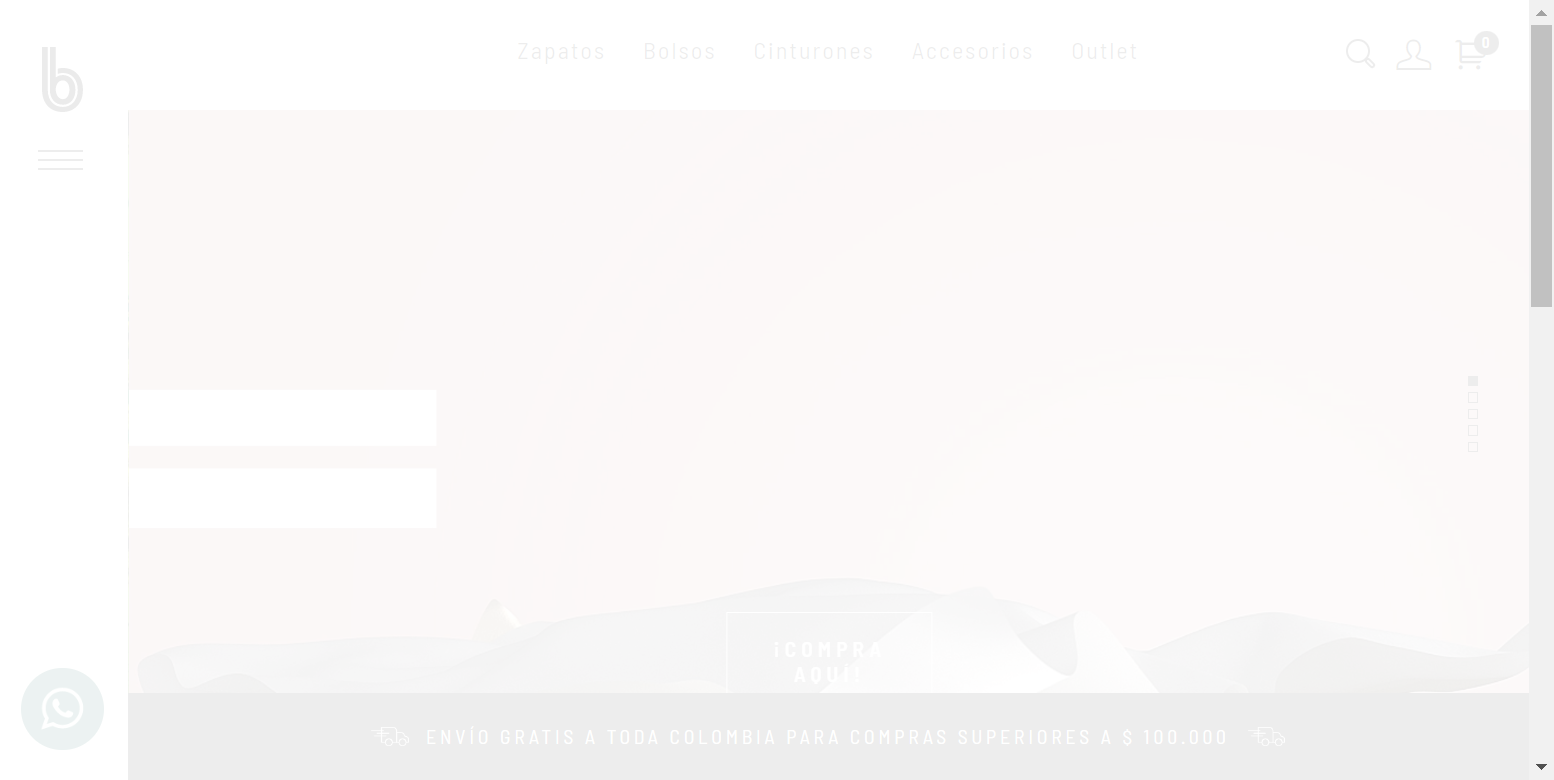 b
Zapatos Bolsos Cinturones Accesorios Outlet
0
¡COMPRA
AQUÍ!
ENVÍO GRATIS A TODA COLOMBIA PARA COMPRAS SUPERIORES A $ 100.000